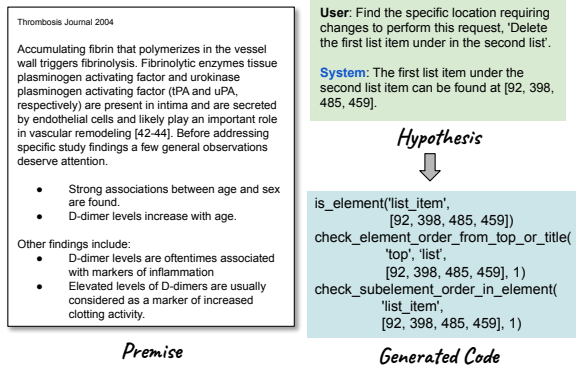 Thrombosis Journal 2004
Accumulating fibrin that polymerizes in the vessel
wall triggers fibrinolysis. Fibrinolytic enzymes tissue
plasminogen activating factor and urokinase
plasminogen activating factor (tPA and uPA,
respectively) are present in intima and are secreted
by endothelial cells and likely play an important role
in vascular remodeling [42-44]. Before addressing
specific study findings a few general observations
deserve attention.
● Strong associations between age and sex
are found.
● D-dimer levels increase with age.
Other findings include:
● D-dimer levels are oftentimes associated
with markers of inflammation
● Elevated levels of D-dimers are usually
considered as a marker of increased
clotting activity.
Premise
User: Find the specific location requiring
changes to perform this request, 'Delete
the first list item under in the second list'.
System: The first list item under the
second list item can be found at [92, 398,
485, 459].
Hypothesis
is_element('list_item',
[92, 398, 485, 459])
check_element_order_from_top_or_title(
'top', 'list',
[92, 398, 485, 459], 1)
check_subelement_order_in_element(
'list_item',
[92, 398, 485, 459], 1)
Generated Code